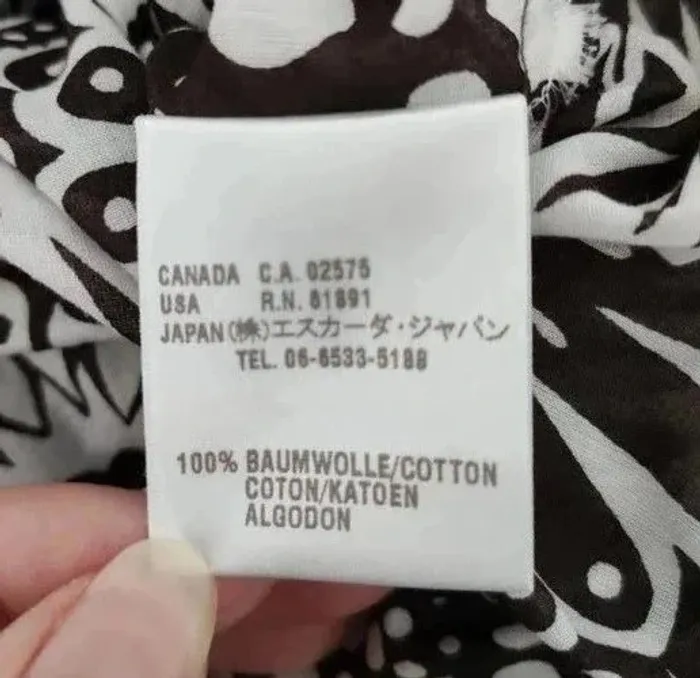 CANADA C.A. 02575
USA R.N. 81891
JAPAN(株)エスカーダ・ジャパン
TEL. 06-6533-5188
100% BAUMWOLLE/COTTON
COTON/KATOEN
ALGODON